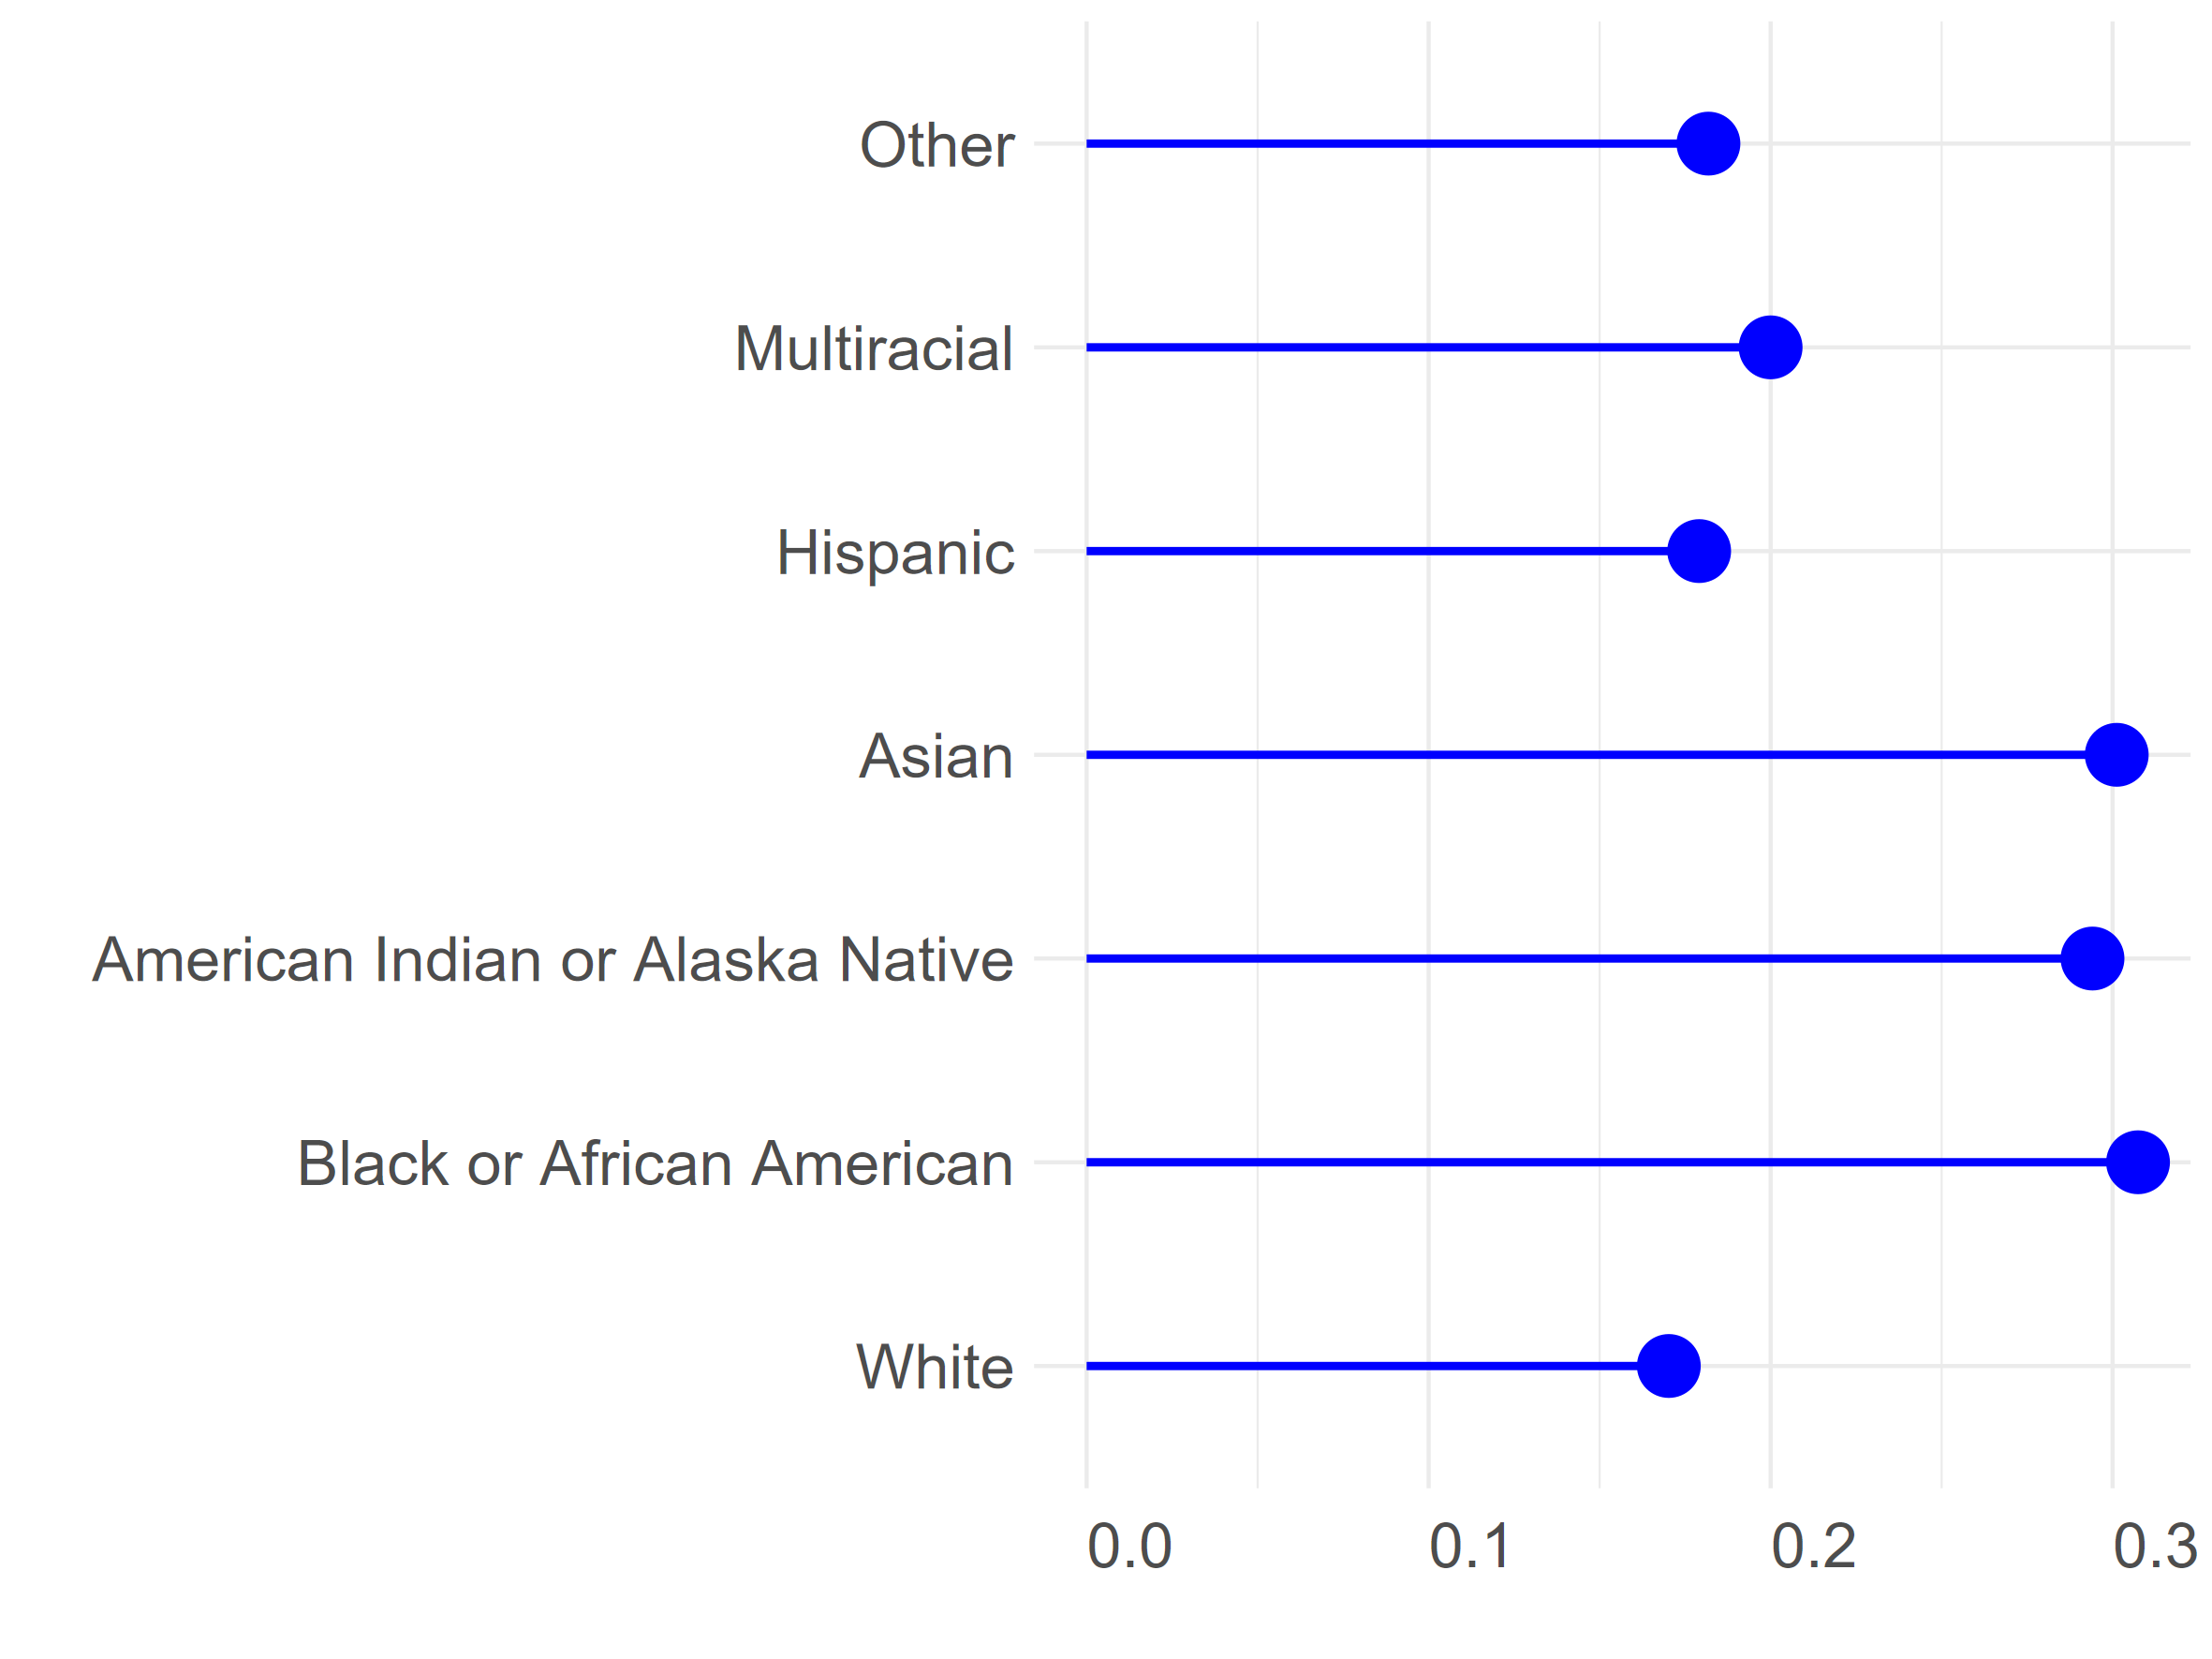 Other
Multiracial
Hispanic
Asian
American Indian or Alaska Native
Black or African American
White
0.0 0.1 0.2 0.3